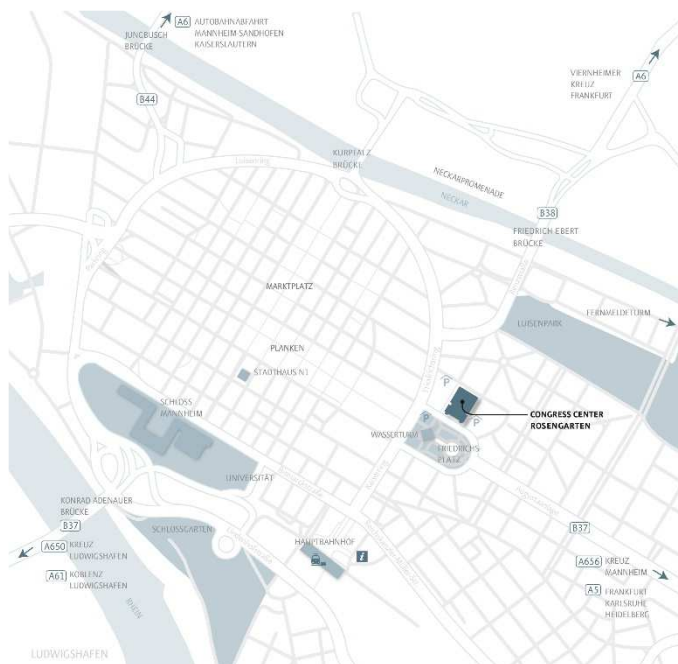 A6 AUTOBAHNABFAHRT
MANNHEIM-SANDHOFEN
KAISERSLAUTERN
JUNGBUSCH
BRÜCKE
B44
VIERNHEIMER
KREUZ
FRANKFURT
A6
KURPFALZ
BRÜCKE
NECKARPROMENADE
NECKAR
B38
FRIEDRICH EBERT
BRÜCKE
MARKTPLATZ
FERNMELDETURM
LUISENPARK
PLANKEN
STADTHAUS N1
SCHLOSS
MANNHEIM
P
P
P
CONGRESS CENTER
ROSENGARTEN
WASSERTURM
FRIEDRICHS
PLATZ
UNIVERSITÄT
KONRAD ADENAUER
BRÜCKE
B37
SCHLOSSGARTEN
HAUPTBAHNHOF
i
B37
A650 KREUZ
LUDWIGSHAFEN
A61 KOBLENZ
LUDWIGSHAFEN
A656 KREUZ
MANNHEIM
A5 FRANKFURT
KARLSRUHE
HEIDELBERG
RHEIN
LUDWIGSHAFEN